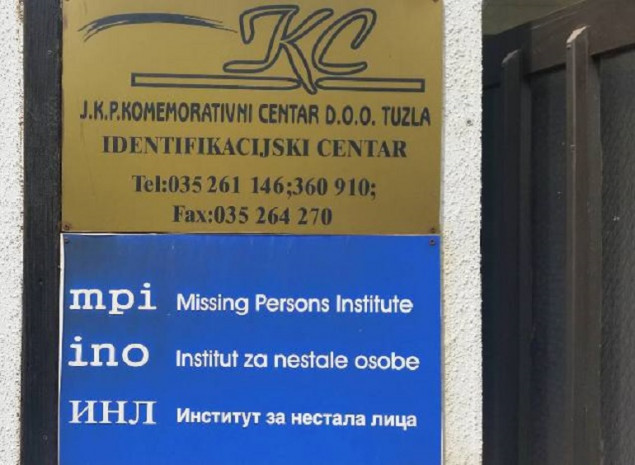 KC
J.K.P.KOMEMORATIVNI CENTAR D.O.O. TUZLA
IDENTIFIKACIJSKI CENTAR
Tel:035 261 146;360 910;
Fax:035 264 270
mpi Missing Persons Institute
ino Institut za nestale osobe
ИНЛ Институт за нестала лица